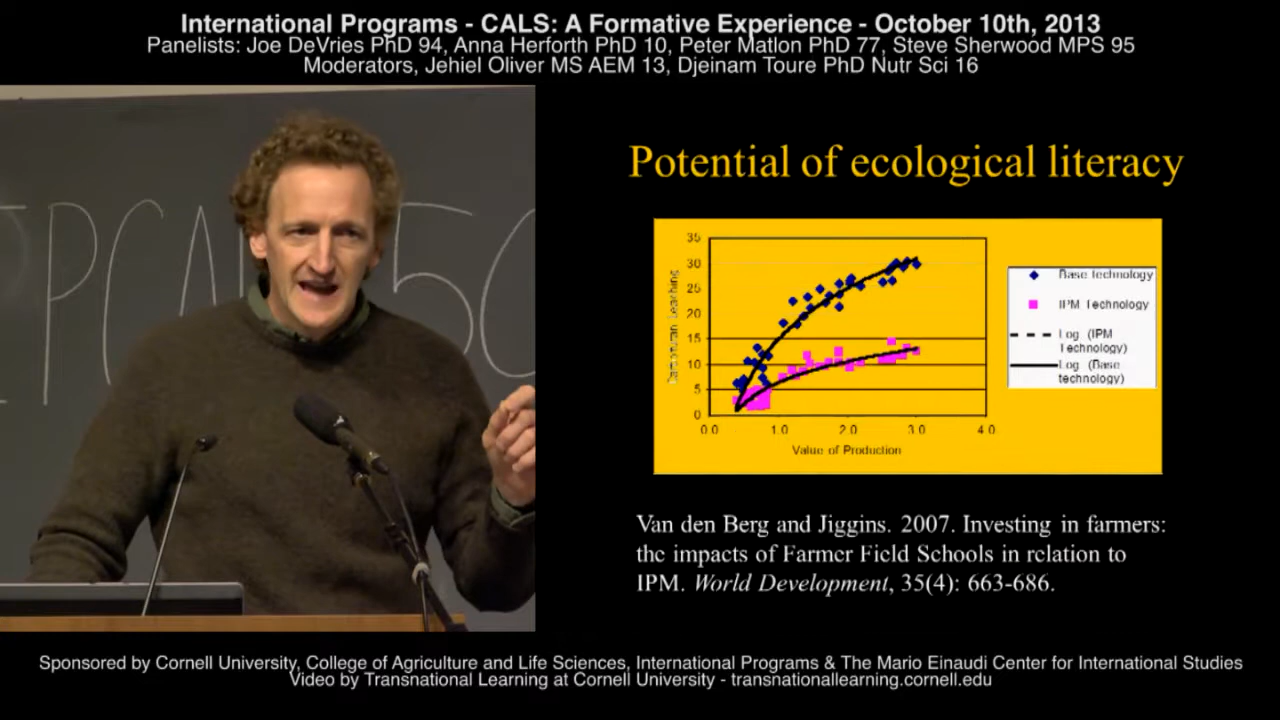 International Programs - CALS: A Formative Experience - October 10th, 2013
Panelists: Joe DeVries PhD 94, Anna Herforth PhD 10, Peter Matlon PhD 77, Steve Sherwood MPS 95
Moderators, Jehiel Oliver MS AEM 13, Djeinam Toure PhD Nutr Sci 16
IPCAL 50
Potential of ecological literacy
35
30
25
20
15
10
5
0
0.0 1.0 2.0 3.0 4.0
Value of Production
Carbofuran Leaching
Base technology
IPM Technology
Log (IPM
Technology)
Log (Base
technology)
Van den Berg and Jiggins. 2007. Investing in farmers:
the impacts of Farmer Field Schools in relation to
IPM. World Development, 35(4): 663-686.
Sponsored by Cornell University, College of Agriculture and Life Sciences, International Programs & The Mario Einaudi Center for International Studies
Video by Transnational Learning at Cornell University - transnationallearning.cornell.edu